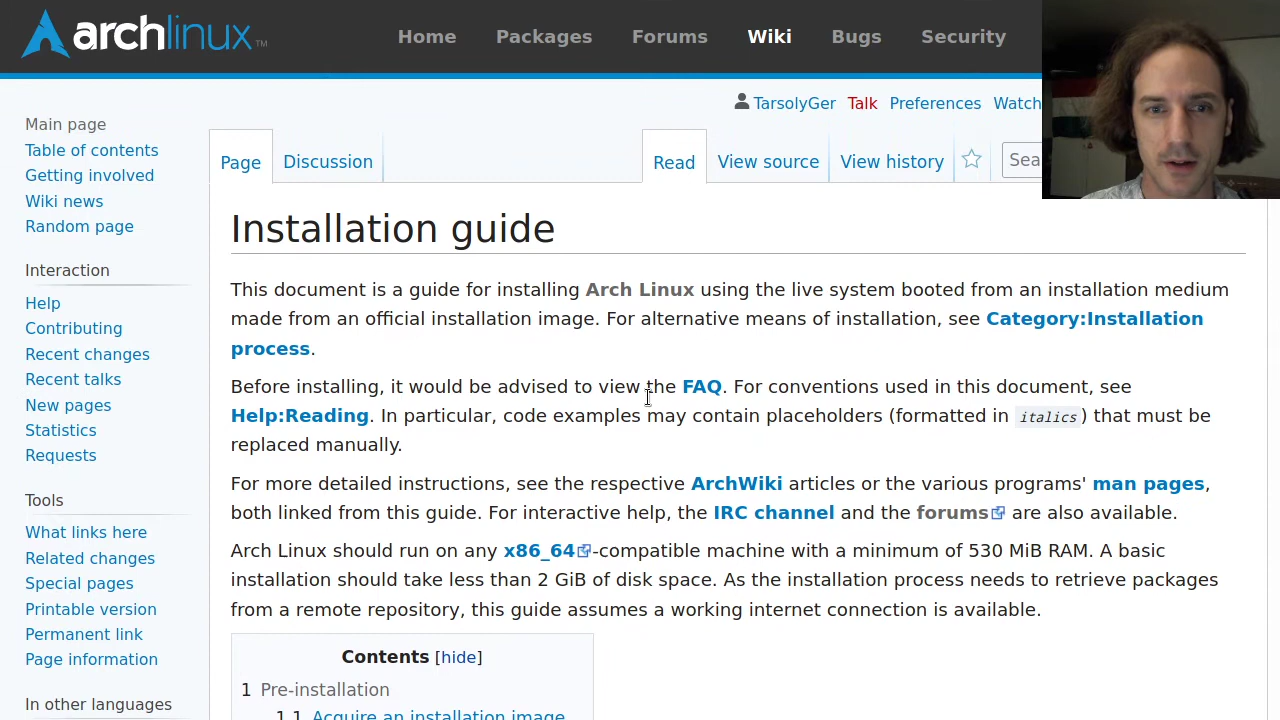 archlinux™
Home Packages Forums Wiki Bugs Security
TarsolyGer Talk Preferences Watch
Main page
Table of contents
Getting involved
Wiki news
Random page
Interaction
Help
Contributing
Recent changes
Recent talks
New pages
Statistics
Requests
Tools
What links here
Related changes
Special pages
Printable version
Permanent link
Page information
In other languages
Page Discussion Read View source View history Sea
Installation guide
This document is a guide for installing Arch Linux using the live system booted from an installation medium
made from an official installation image. For alternative means of installation, see Category:Installation
process.
Before installing, it would be advised to view the FAQ. For conventions used in this document, see
Help:Reading. In particular, code examples may contain placeholders (formatted in italics) that must be
replaced manually.
For more detailed instructions, see the respective ArchWiki articles or the various programs' man pages,
both linked from this guide. For interactive help, the IRC channel and the forums are also available.
Arch Linux should run on any x86_64-compatible machine with a minimum of 530 MiB RAM. A basic
installation should take less than 2 GiB of disk space. As the installation process needs to retrieve packages
from a remote repository, this guide assumes a working internet connection is available.
Contents [hide]
1 Pre-installation
1.1 Acquire an installation image